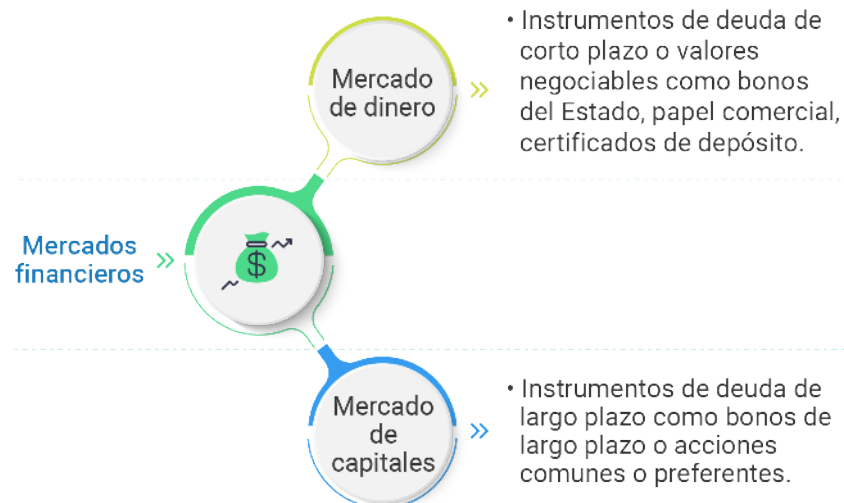 Mercado
de dinero
• Instrumentos de deuda de
corto plazo o valores
negociables como bonos
del Estado, papel comercial,
certificados de depósito.
Mercados
financieros
$
Mercado
de
capitales
• Instrumentos de deuda de
largo plazo como bonos de
largo plazo o acciones
comunes o preferentes.